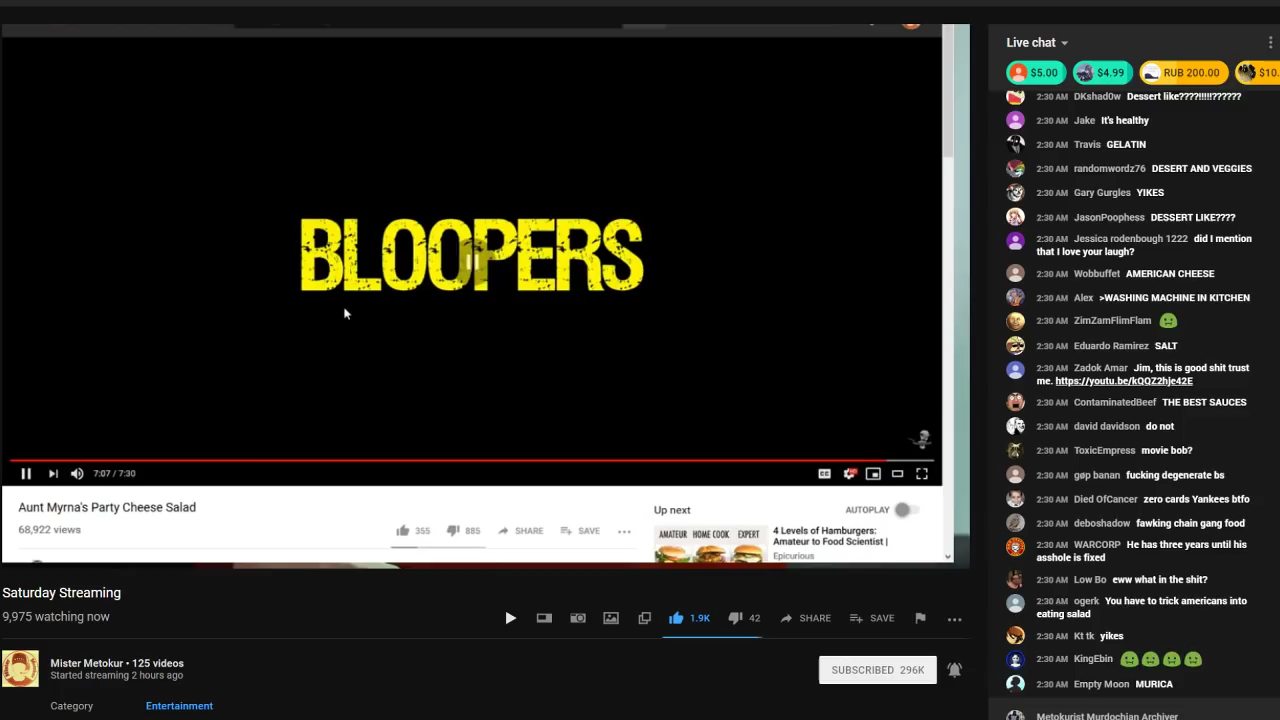 Live chat
$5.00 $4.99 RUB 200.00 $10.
2:30 AM DKshad0w Dessert like????!!!!!??????
2:30 AM Jake It's healthy
2:30 AM Travis GELATIN
2:30 AM randomwordz76 DESERT AND VEGGIES
2:30 AM Gary Gurgles YIKES
2:30 AM JasonPoophess DESSERT LIKE????
2:30 AM Jessica rodenbough 1222 did I mention
that I love your laugh?
2:30 AM Wobbuffet AMERICAN CHEESE
2:30 AM Alex >WASHING MACHINE IN KITCHEN
2:30 AM ZimZamFlimFlam
2:30 AM Eduardo Ramirez SALT
2:30 AM Zadok Amar Jim, this is good shit trust
me. https://youtu.be/kQQZ2hje42E
2:30 AM ContaminatedBeef THE BEST SAUCES
2:30 AM david davidson do not
2:30 AM ToxicEmpress movie bob?
2:30 AM gøp banan fucking degenerate bs
2:30 AM Died OfCancer zero cards Yankees btfo
2:30 AM deboshadow fawking chain gang food
2:30 AM WARCORP He has three years until his
asshole is fixed
2:30 AM Low Bo eww what in the shit?
2:30 AM ogerk You have to trick americans into
eating salad
2:30 AM Kt tk yikes
2:30 AM KingEbin
2:30 AM Empty Moon MURICA
Metokurist Murdochian Archiver
BLOOPERS
7:07 / 7:30
CC
Aunt Myrna's Party Cheese Salad
68,922 views
355 885 SHARE SAVE
Up next
AUTOPLAY
AMATEUR HOME COOK EXPERT
4 Levels of Hamburgers:
Amateur to Food Scientist |
Epicurious
Saturday Streaming
9,975 watching now
1.9K 42 SHARE SAVE
Mister Metokur • 125 videos
Started streaming 2 hours ago
SUBSCRIBED 296K
Category Entertainment